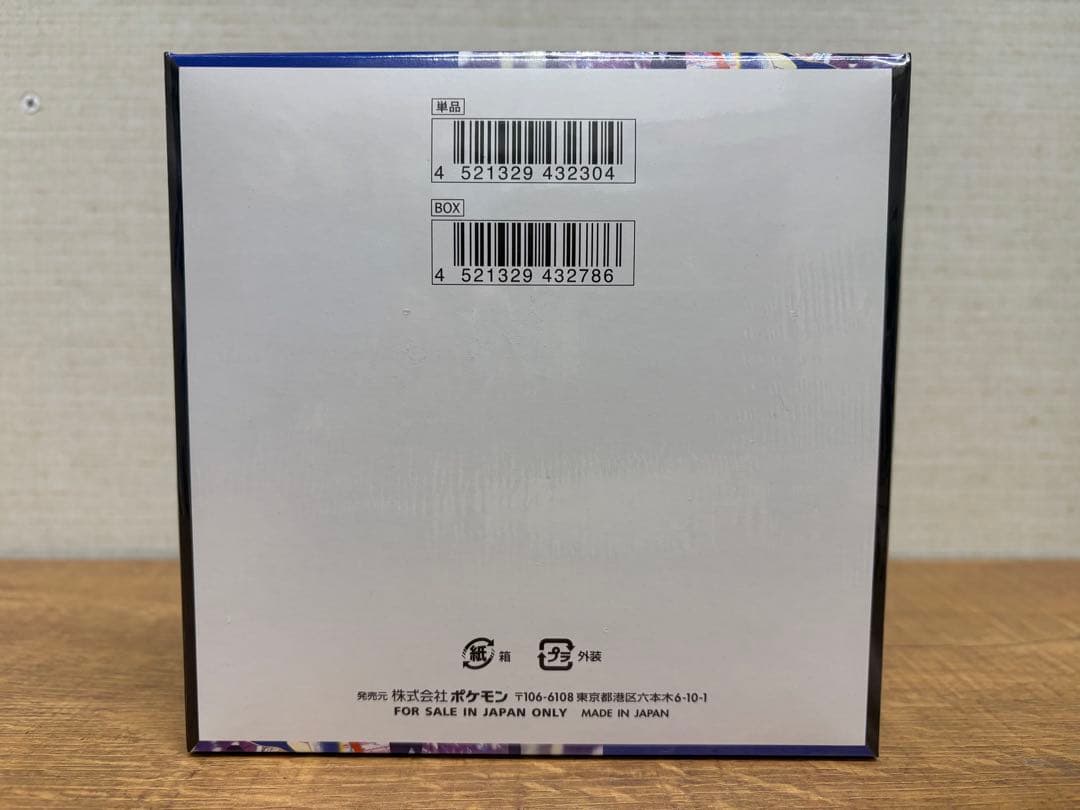 単品
4 521329 432304
BOX
4 521329 432786
紙 箱 プラ 外装
発売元 株式会社ポケモン 〒106-6108 東京都港区六本木6-10-1
FOR SALE IN JAPAN ONLY MADE IN JAPAN